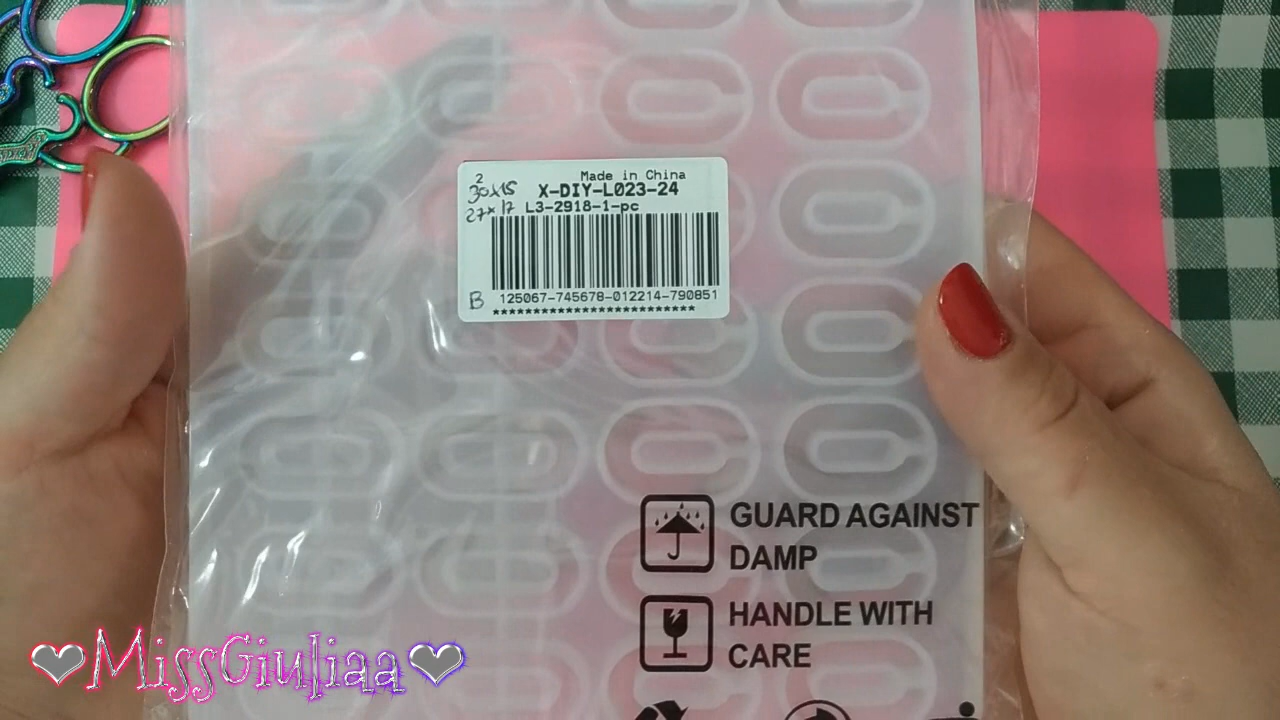 2
30x15
Made in China
X-DIY-L023-24
27x17
L3-2918-1-pc
B
125067-745678-012214-790851
*************************
GUARD AGAINST
DAMP
HANDLE WITH
CARE
❤MissGiuliaa❤